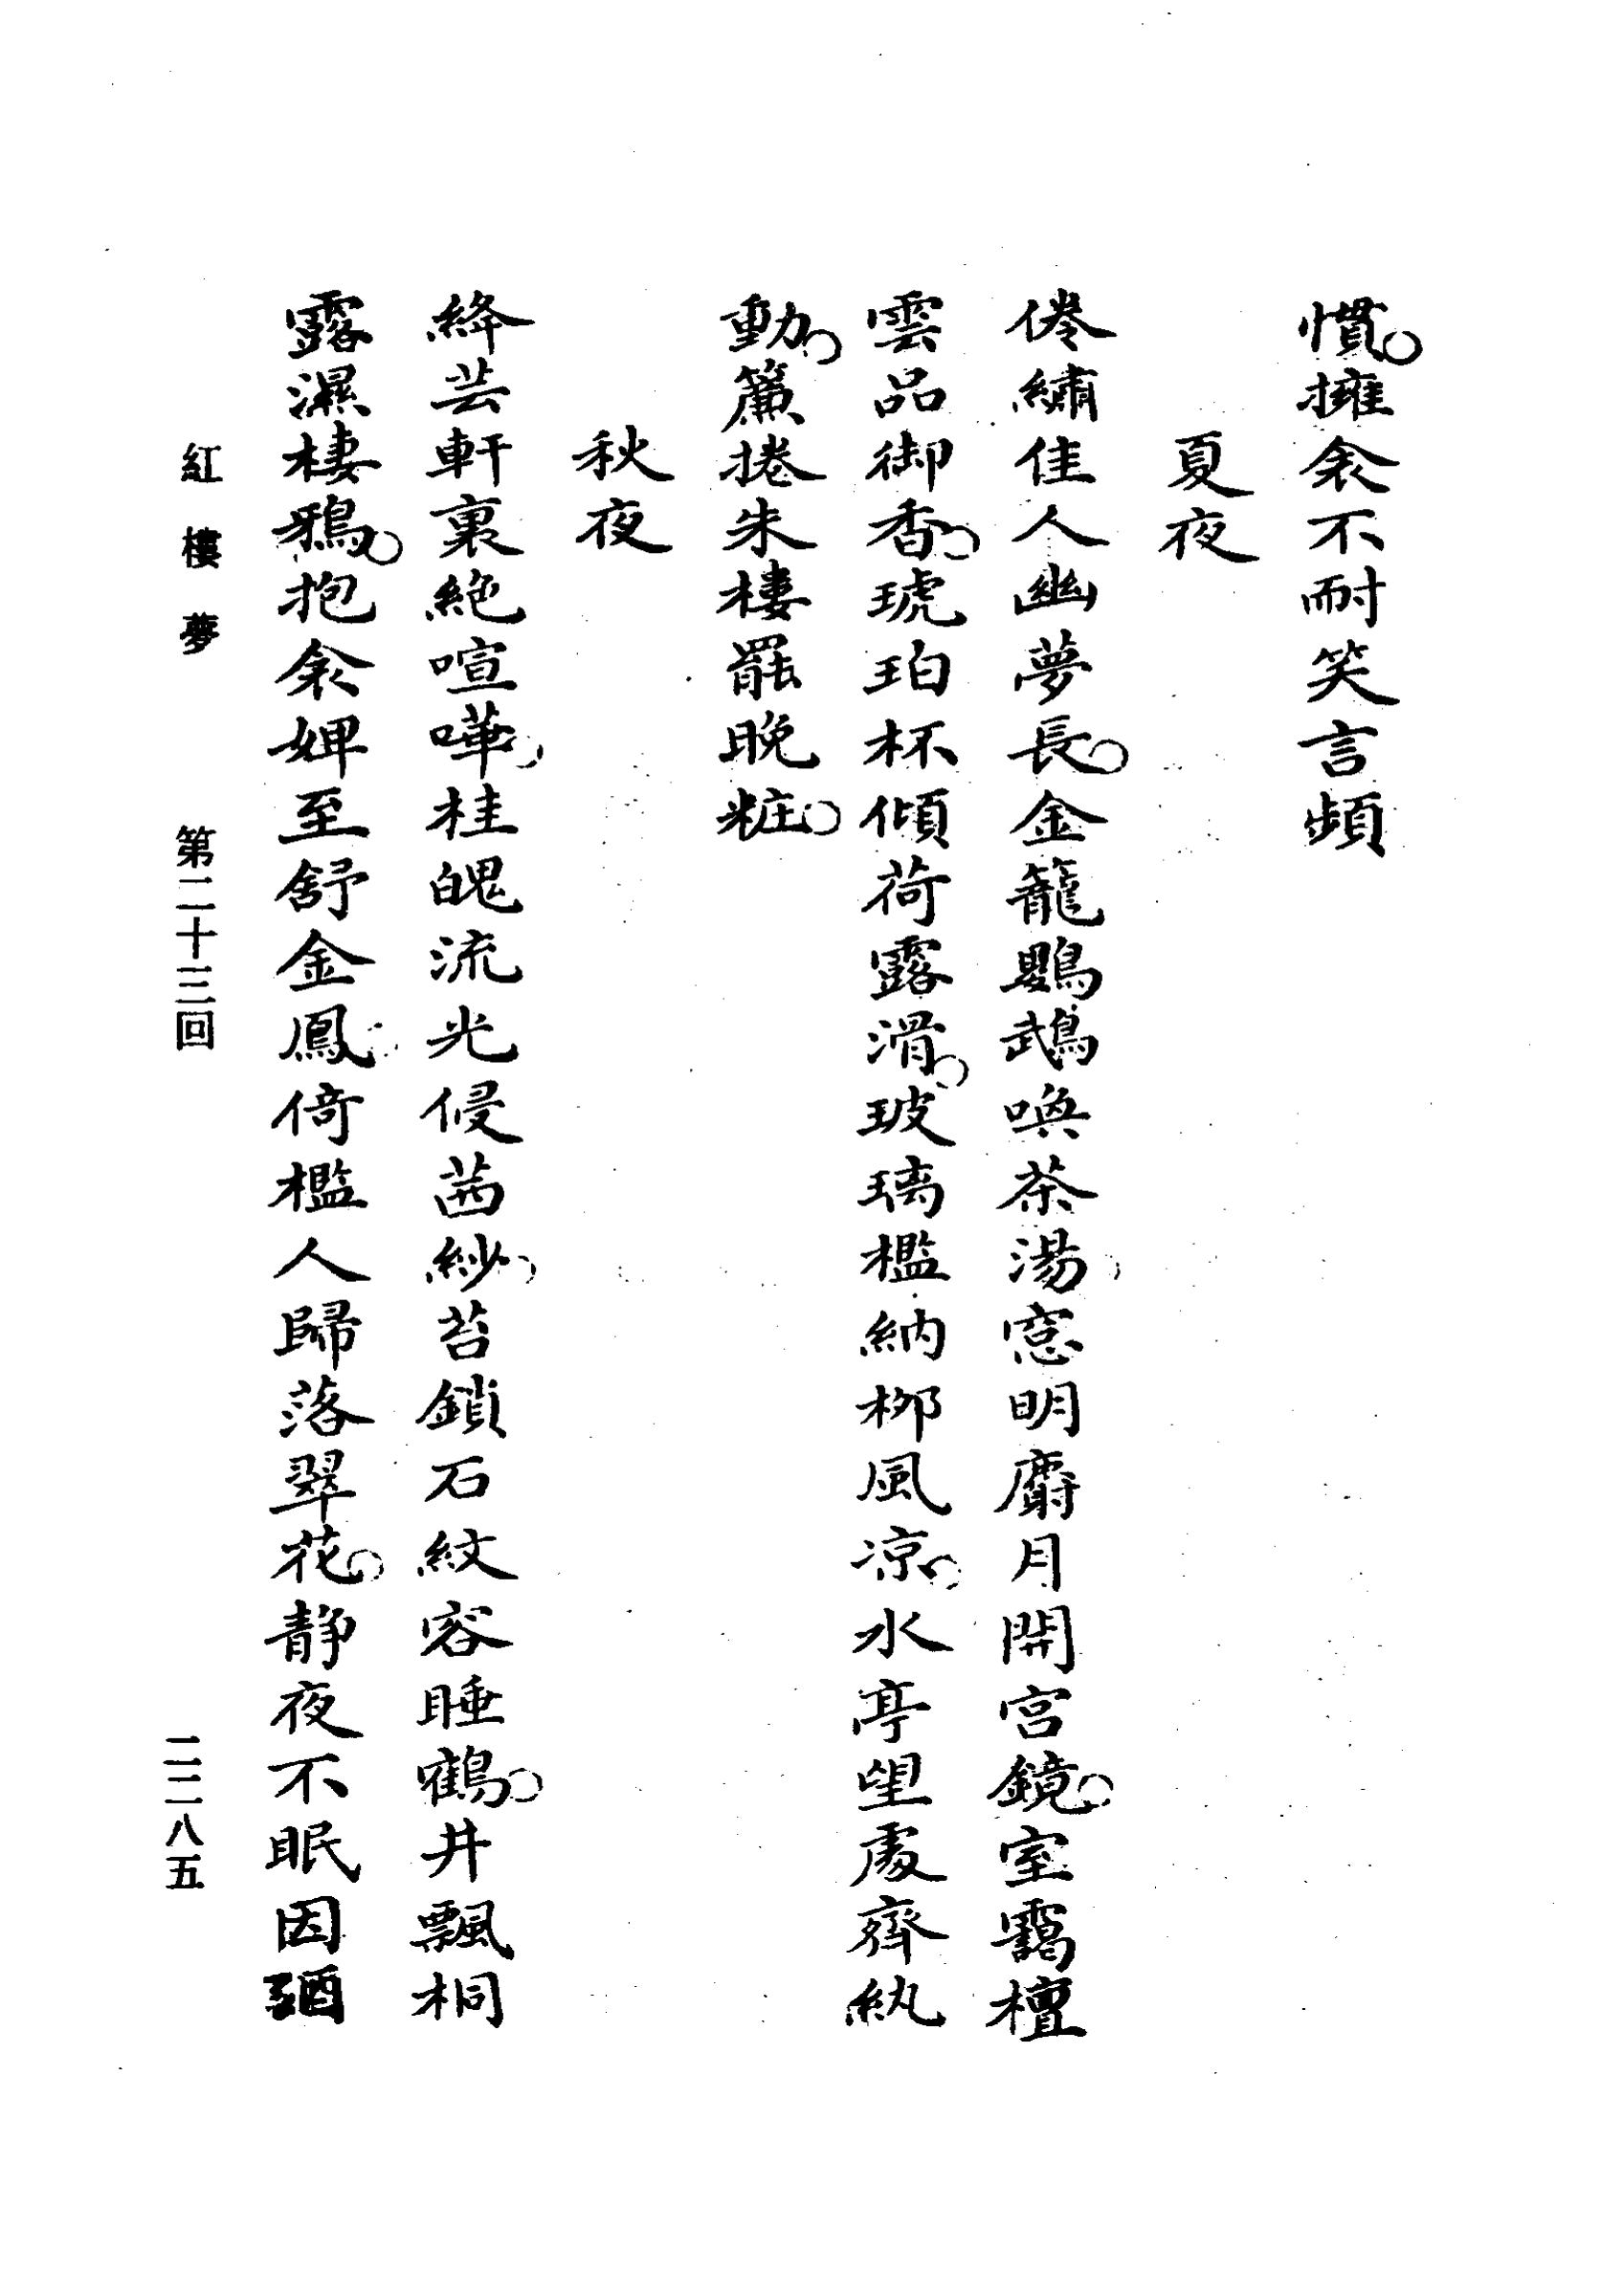 慣擁衾不耐笑言頻
夏夜
倦繡佳人幽夢長金籠鸚鵡喚茶湯窓明麝月開宮鏡室靄檀
雲品御香琥珀杯傾荷露滑玻璃檻納柳風凉水亭望處齊紈
動簾捲朱樓罷晚粧
秋夜
絳芸軒裏絕喧嘩桂魄流光侵茜紗苔鎖石紋容睡鶴井飄桐
露濕棲鴉抱衾婢至舒金鳳倚檻人歸落翠花静夜不眠因酒
紅樓夢 第二十三回 一二八五